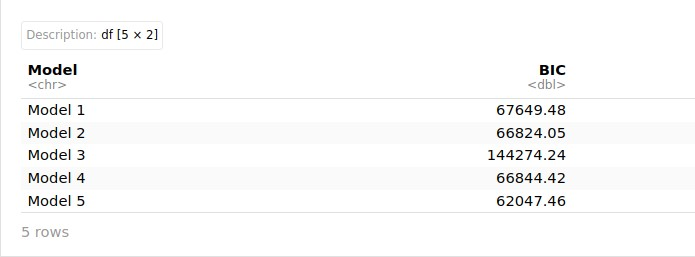 Description: df [5 × 2]
Model BIC
<chr> <dbl>
Model 1 67649.48
Model 2 66824.05
Model 3 144274.24
Model 4 66844.42
Model 5 62047.46
5 rows